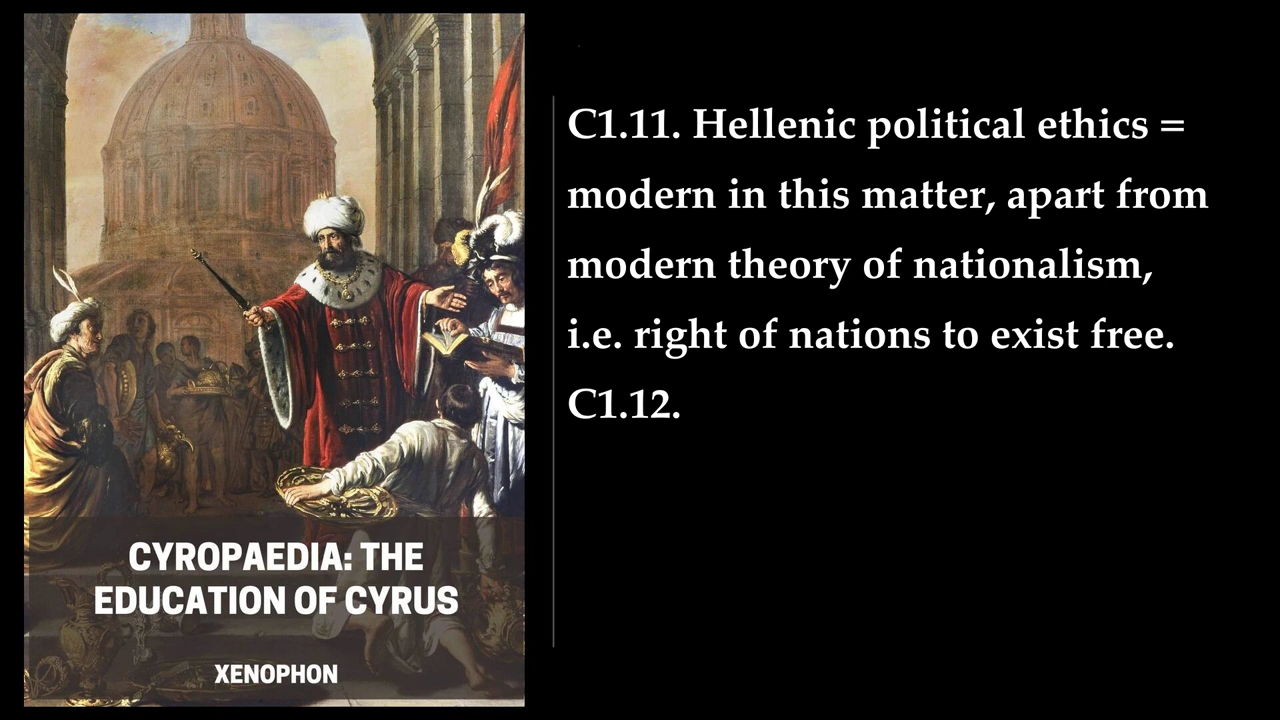 CYROPAEDIA: THE
EDUCATION OF CYRUS
XENOPHON
C1.11. Hellenic political ethics =
modern in this matter, apart from
modern theory of nationalism,
i.e. right of nations to exist free.
C1.12.